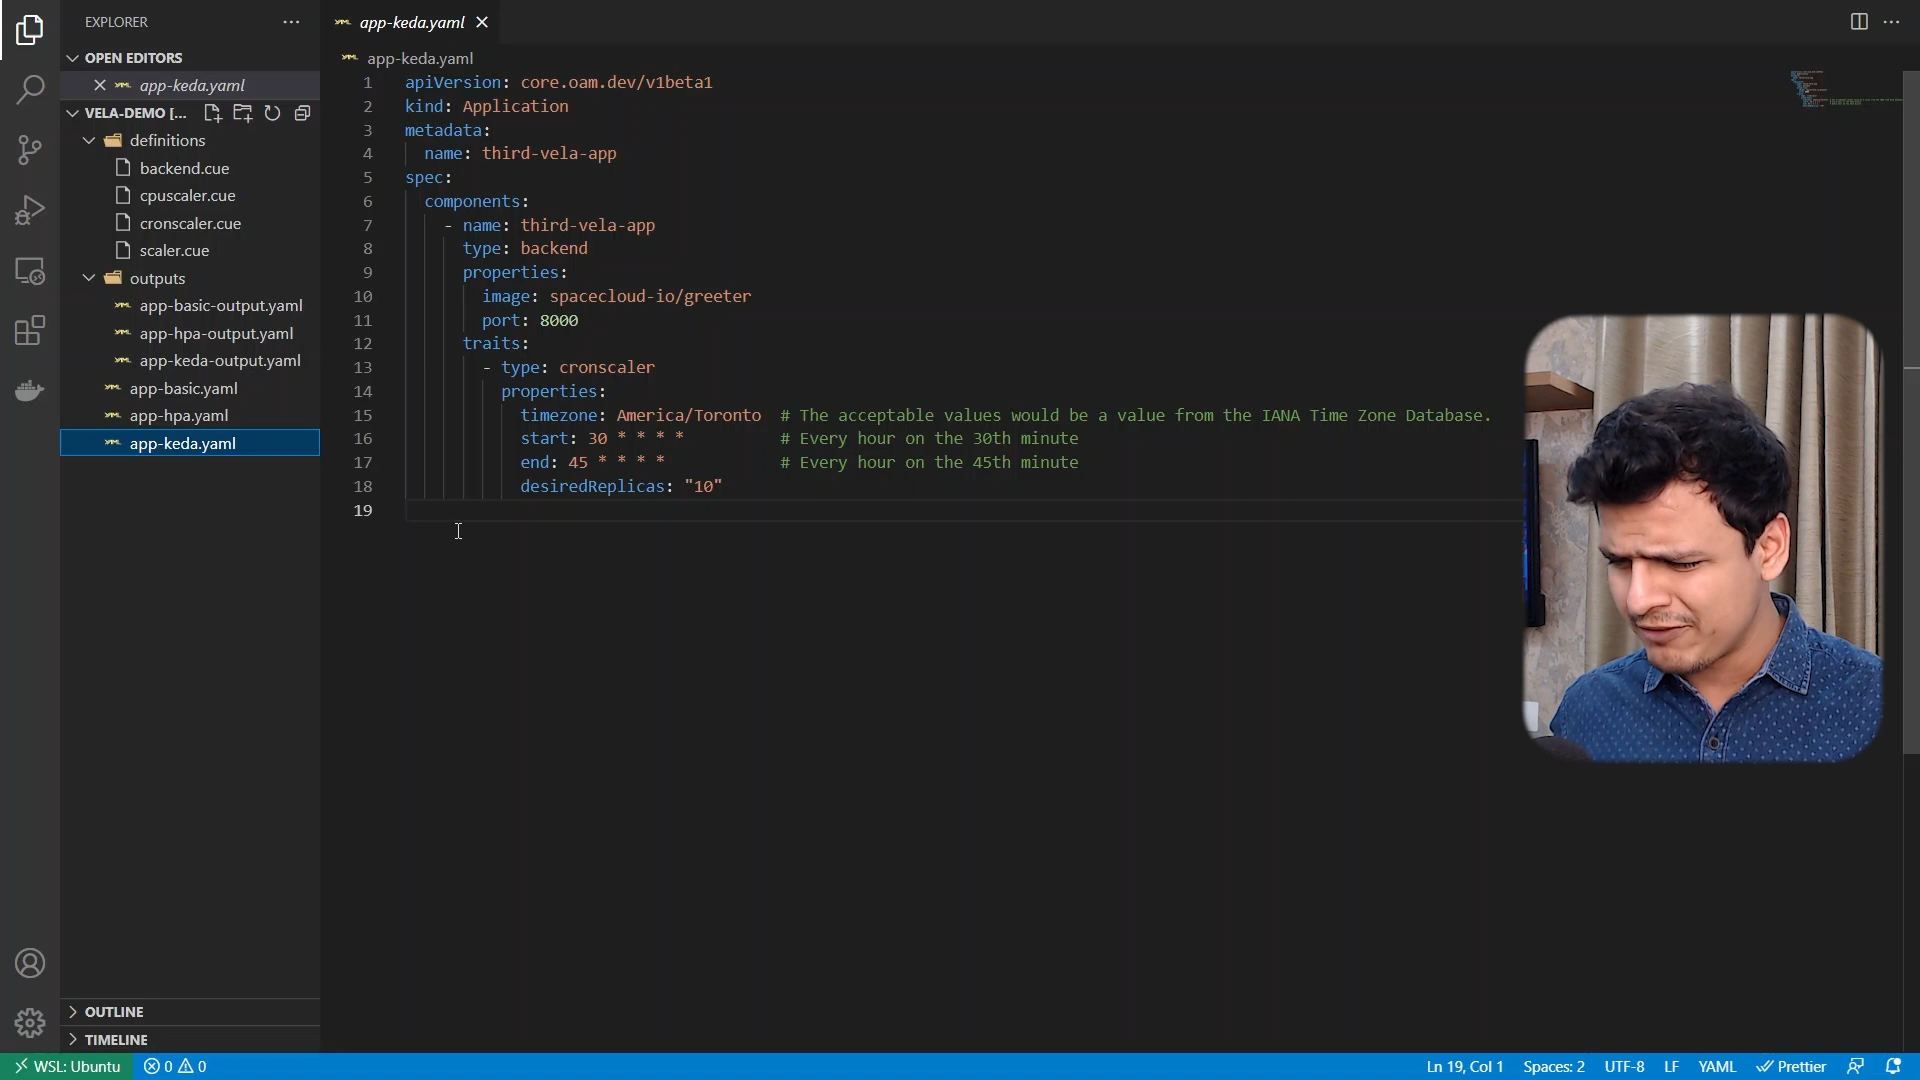 EXPLORER
OPEN EDITORS
app-keda.yaml
VELA-DEMO [...
definitions
backend.cue
cpuscaler.cue
cronscaler.cue
scaler.cue
outputs
app-basic-output.yaml
app-hpa-output.yaml
app-keda-output.yaml
app-basic.yaml
app-hpa.yaml
app-keda.yaml
OUTLINE
TIMELINE
app-keda.yaml
app-keda.yaml
1 apiVersion: core.oam.dev/v1beta1
2 kind: Application
3 metadata:
4 name: third-vela-app
5 spec:
6 components:
7 - name: third-vela-app
8 type: backend
9 properties:
10 image: spacecloud-io/greeter
11 port: 8000
12 traits:
13 - type: cronscaler
14 properties:
15 timezone: America/Toronto # The acceptable values would be a value from the IANA Time Zone Database.
16 start: 30 * * * * # Every hour on the 30th minute
17 end: 45 * * * * # Every hour on the 45th minute
18 desiredReplicas: "10"
19
WSL: Ubuntu 0 0 Ln 19, Col 1 Spaces: 2 UTF-8 LF YAML Prettier